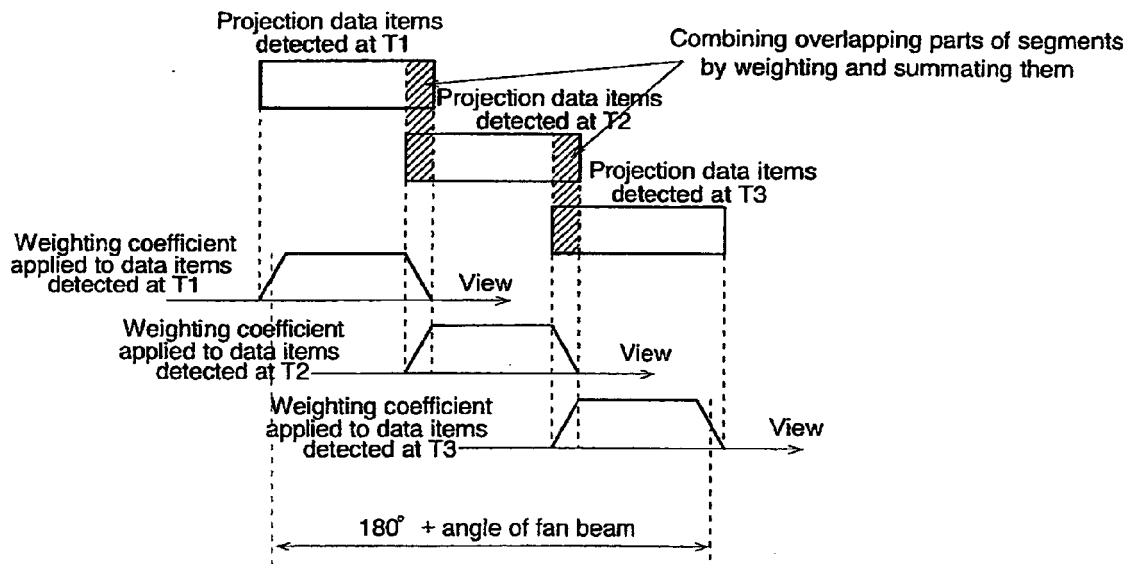 Projection data items
detected at T1
Combining overlapping parts of segments
by weighting and summating them
Projection data items
detected at T2
Projection data items
detected at T3
Weighting coefficient
applied to data items
detected at T1
View
Weighting coefficient
applied to data items
detected at T2
View
Weighting coefficient
applied to data items
detected at T3
View
180° + angle of fan beam